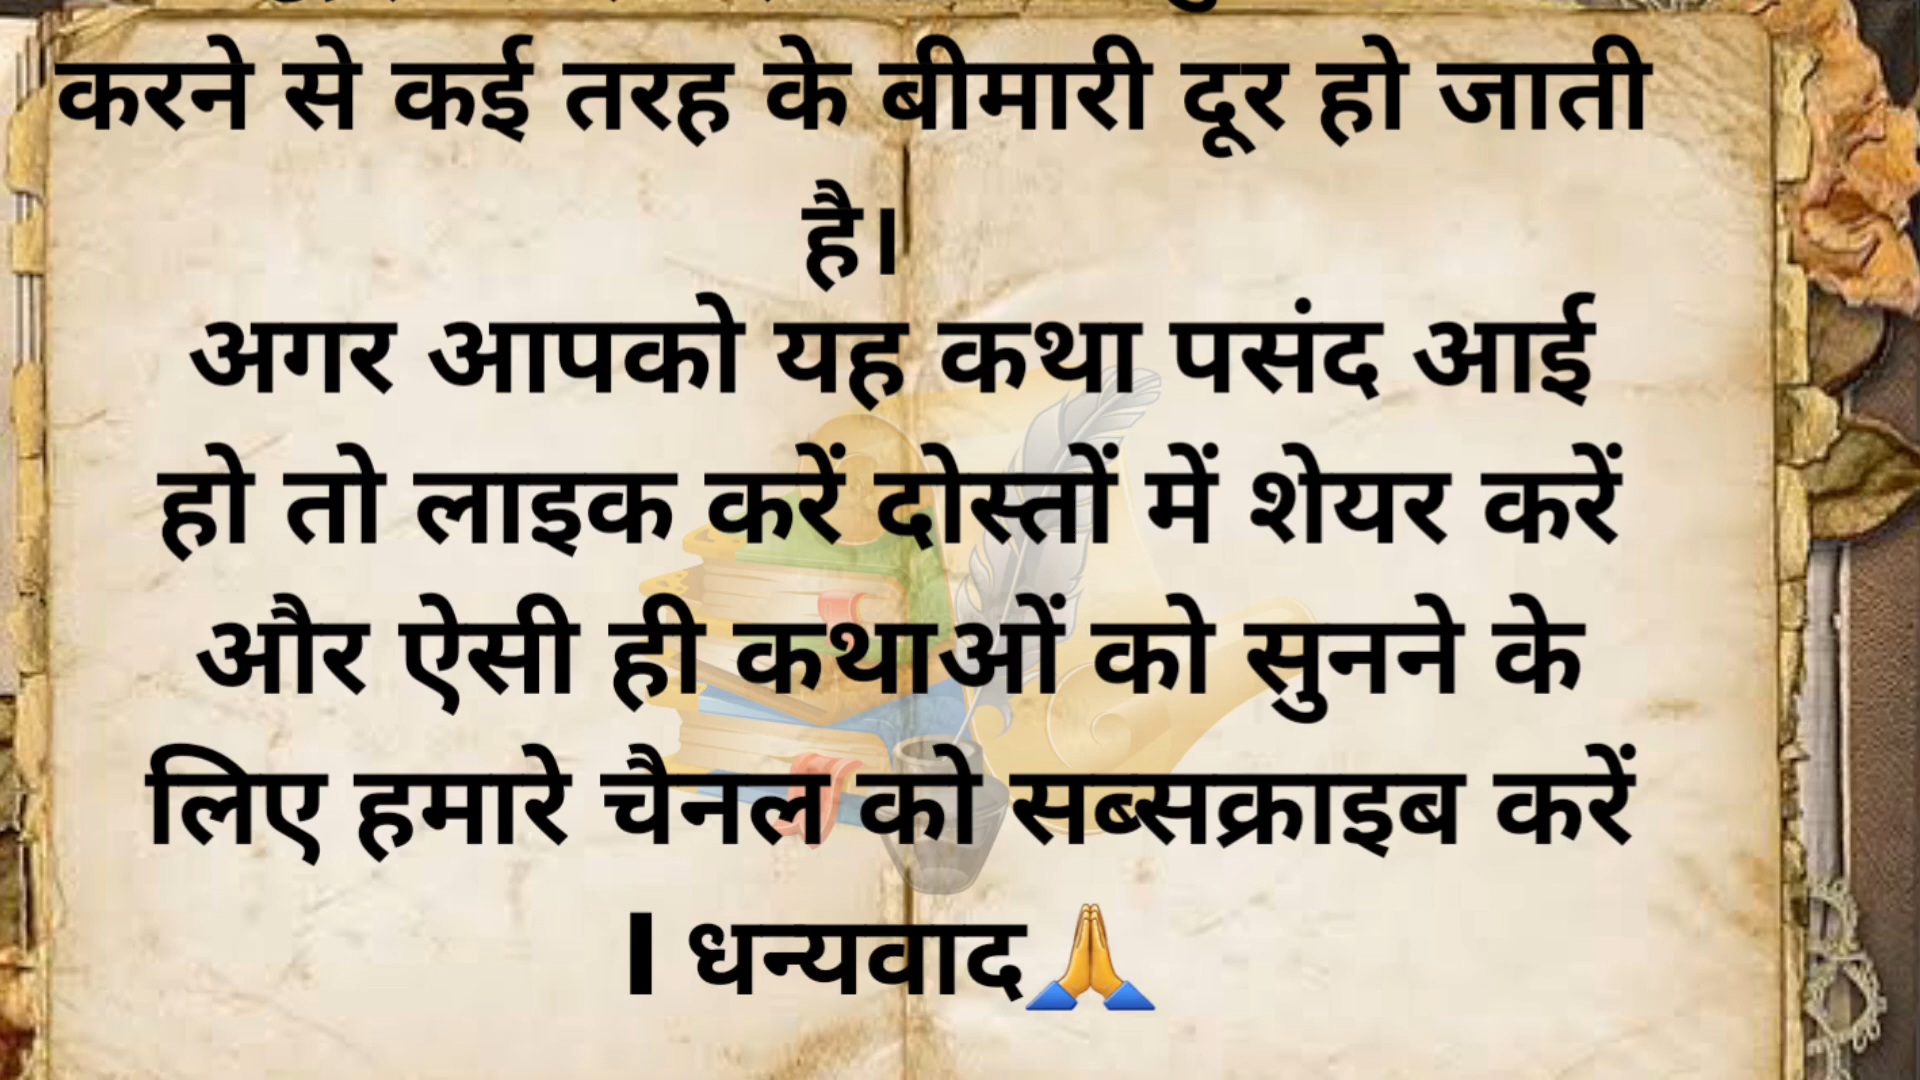 करने से कई तरह के बीमारी दूर हो जाती
है।
अगर आपको यह कथा पसंद आई
हो तो लाइक करें दोस्तों में शेयर करें
और ऐसी ही कथाओं को सुनने के
लिए हमारे चैनल को सब्सक्राइब करें
। धन्यवाद🙏